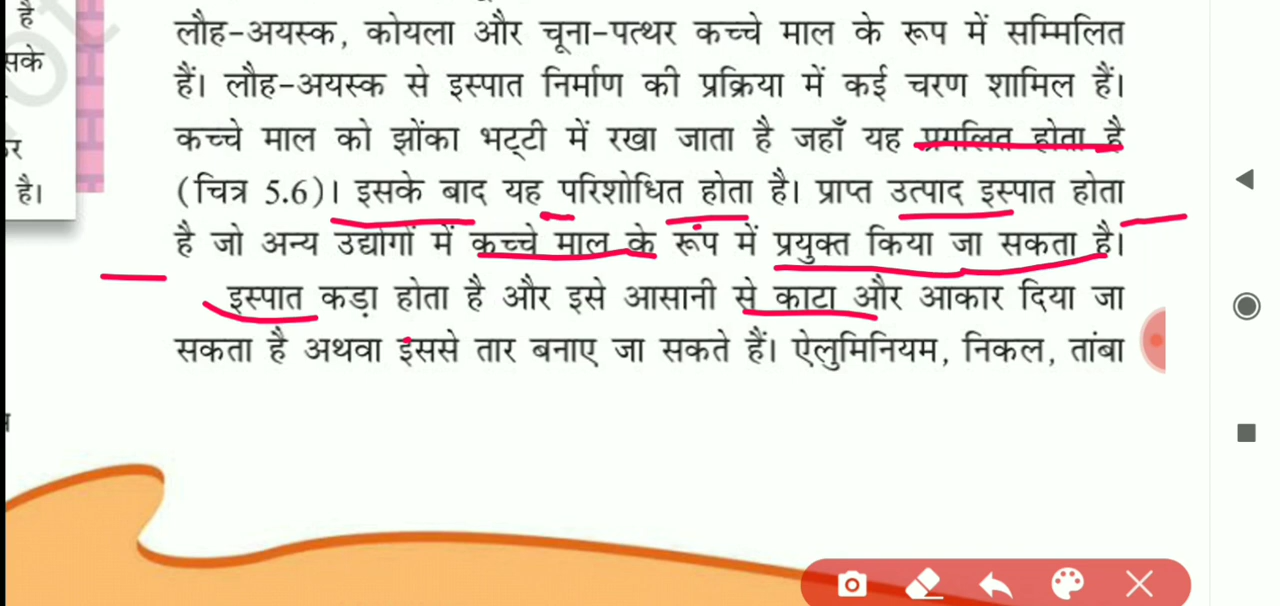 है
सके
र
है।
लौह-अयस्क, कोयला और चूना-पत्थर कच्चे माल के रूप में सम्मिलित
हैं। लौह-अयस्क से इस्पात निर्माण की प्रक्रिया में कई चरण शामिल हैं।
कच्चे माल को झोंका भट्टी में रखा जाता है जहाँ यह प्रगलित होता है
(चित्र 5.6)। इसके बाद यह परिशोधित होता है। प्राप्त उत्पाद इस्पात होता
है जो अन्य उद्योगों में कच्चे माल के रूप में प्रयुक्त किया जा सकता है।
इस्पात कड़ा होता है और इसे आसानी से काटा और आकार दिया जा
सकता है अथवा इससे तार बनाए जा सकते हैं। ऐलुमिनियम, निकल, तांबा